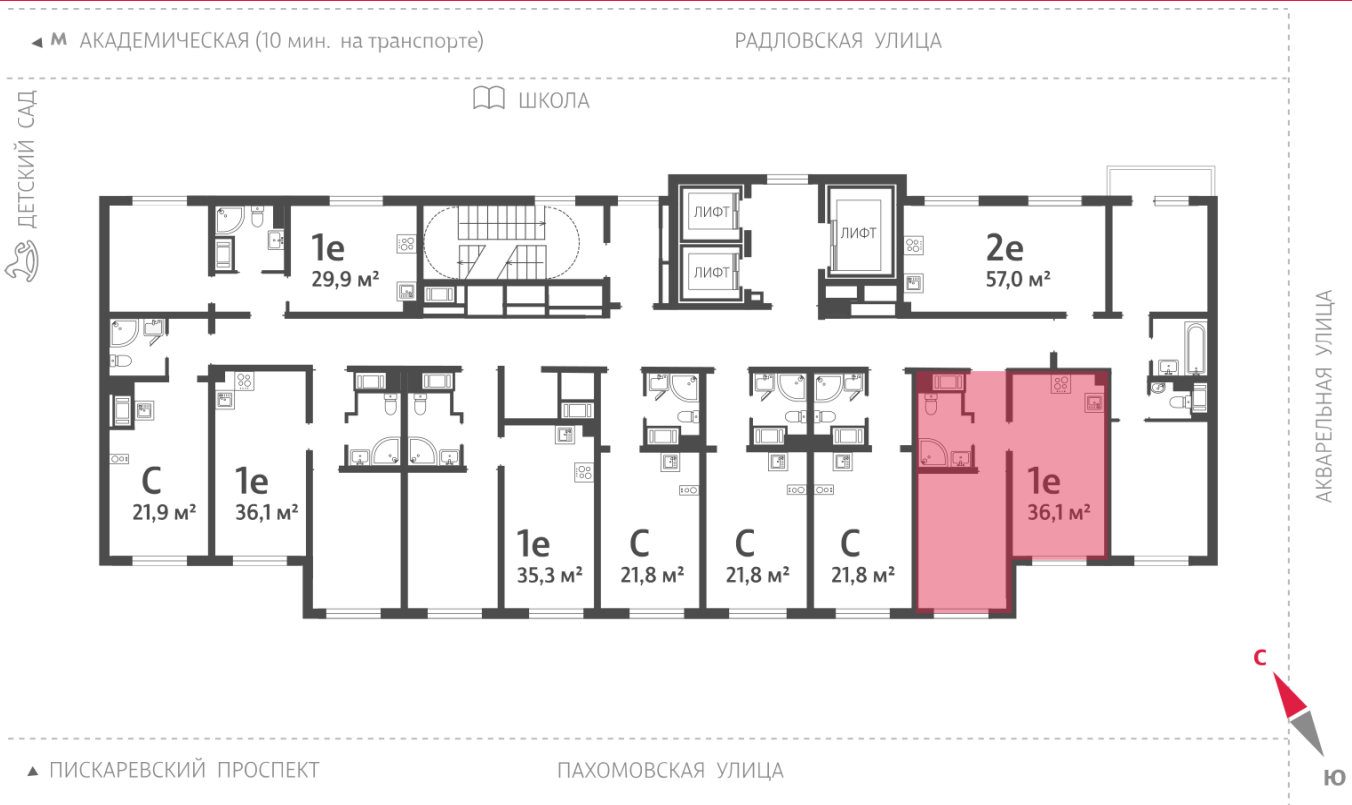 М АКАДЕМИЧЕСКАЯ (10 мин. на транспорте)
РАДЛОВСКАЯ УЛИЦА
ДЕТСКИЙ САД
ШКОЛА
ЛИФТ
ЛИФТ
ЛИФТ
1е
29,9 м²
2е
57,0 м²
АКВАРЕЛЬНАЯ УЛИЦА
С
21,9 м²
1е
36,1 м²
1е
35,3 м²
С
21,8 м²
С
21,8 м²
С
21,8 м²
1е
36,1 м²
С
Ю
ПИСКАРЕВСКИЙ ПРОСПЕКТ
ПАХОМОВСКАЯ УЛИЦА